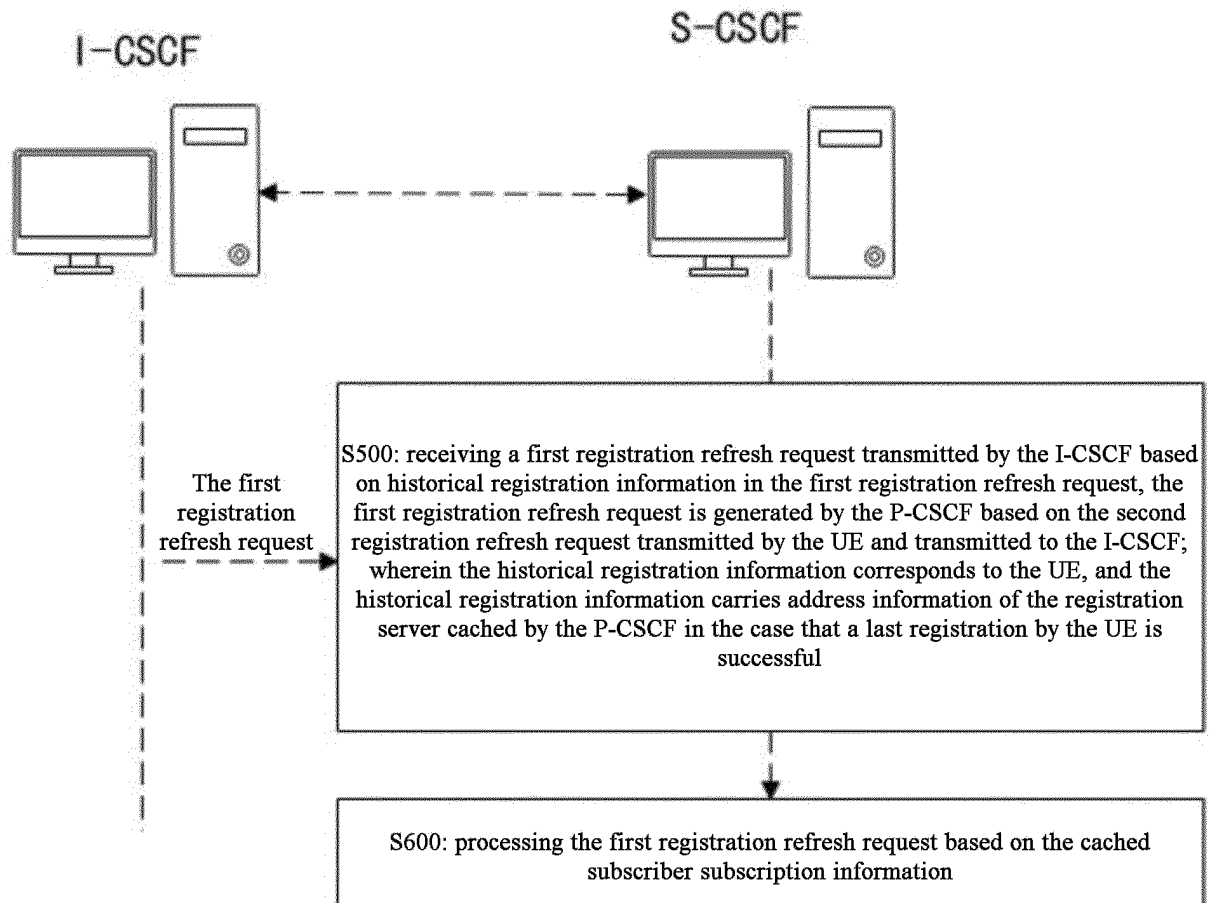 I-CSCF
S-CSCF
The first
registration
refresh request
S500: receiving a first registration refresh request transmitted by the I-CSCF based
on historical registration information in the first registration refresh request, the
first registration refresh request is generated by the P-CSCF based on the second
registration refresh request transmitted by the UE and transmitted to the I-CSCF;
wherein the historical registration information corresponds to the UE, and the
historical registration information carries address information of the registration
server cached by the P-CSCF in the case that a last registration by the UE is
successful
S600: processing the first registration refresh request based on the cached
subscriber subscription information